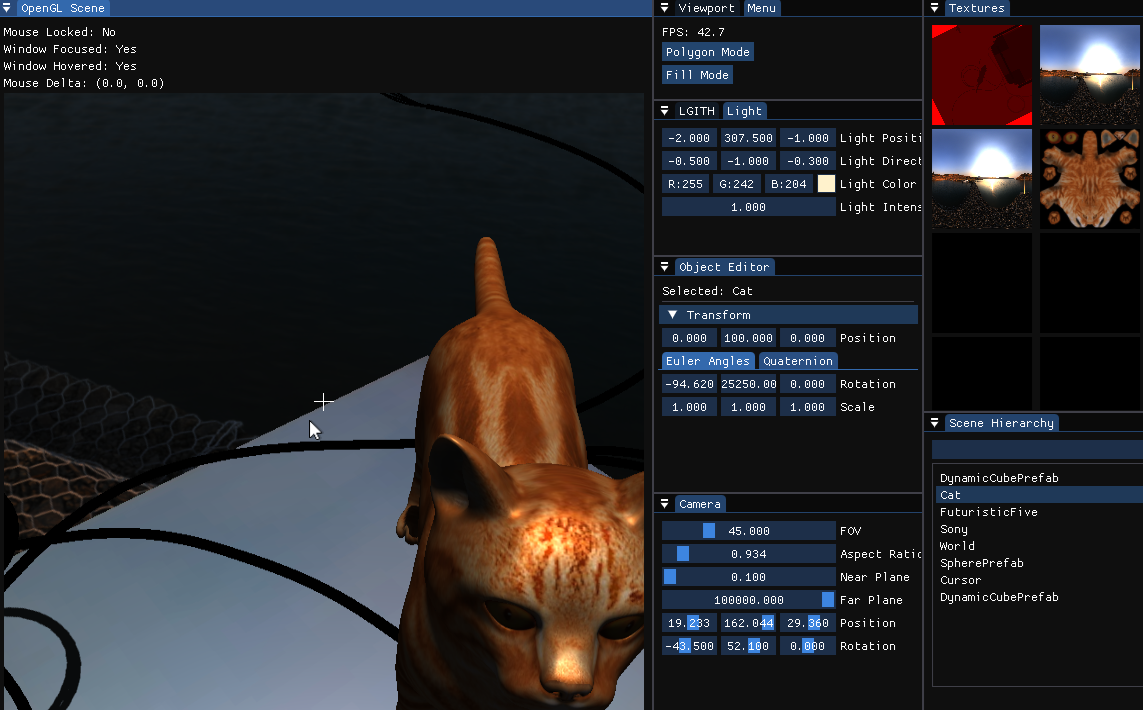 OpenGL Scene
Mouse Locked: No
Window Focused: Yes
Window Hovered: Yes
Mouse Delta: (0.0, 0.0)
Viewport Menu
FPS: 42.7
Polygon Mode
Fill Mode
LGITH Light
-2.000 307.500 -1.000 Light Positi
-0.500 -1.000 -0.300 Light Direct
R:255 G:242 B:204 Light Color
1.000 Light Intens
Object Editor
Selected: Cat
Transform
0.000 100.000 0.000 Position
Euler Angles Quaternion
-94.620 25250.00 0.000 Rotation
1.000 1.000 1.000 Scale
Camera
45.000 FOV
0.934 Aspect Ratio
0.100 Near Plane
100000.000 Far Plane
19.233 162.044 29.360 Position
-43.500 52.100 0.000 Rotation
Textures
Scene Hierarchy
DynamicCubePrefab
Cat
FuturisticFive
Sony
World
SpherePrefab
Cursor
DynamicCubePrefab